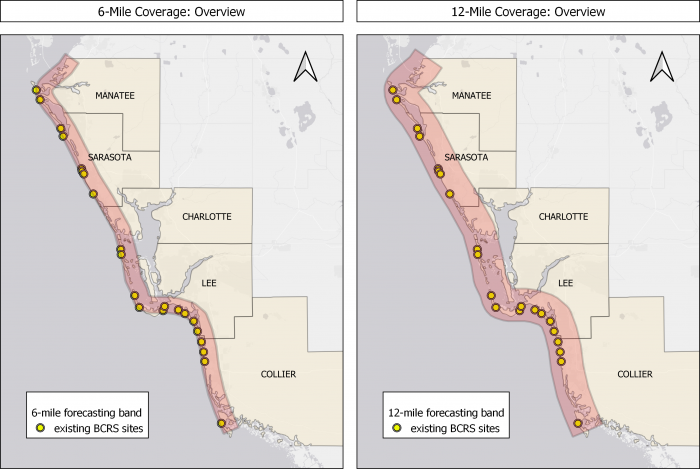 6-Mile Coverage: Overview
MANATEE
SARASOTA
CHARLOTTE
LEE
COLLIER
6-mile forecasting band
existing BCRS sites
12-Mile Coverage: Overview
MANATEE
SARASOTA
CHARLOTTE
LEE
COLLIER
12-mile forecasting band
existing BCRS sites